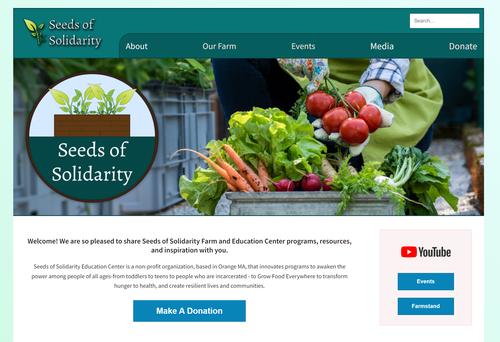 Seeds of
Solidarity
Search...
About
Our Farm
Events
Media
Donate
Seeds of
Solidarity
Welcome! We are so pleased to share Seeds of Solidarity Farm and Education Center programs, resources,
and inspiration with you.
Seeds of Solidarity Education Center is a non-profit organization, based in Orange MA, that innovates programs to awaken the
power among people of all ages-from toddlers to teens to people who are incarcerated - to Grow Food Everywhere to transform
hunger to health, and create resilient lives and communities.
Make A Donation
YouTube
Events
Farmstand